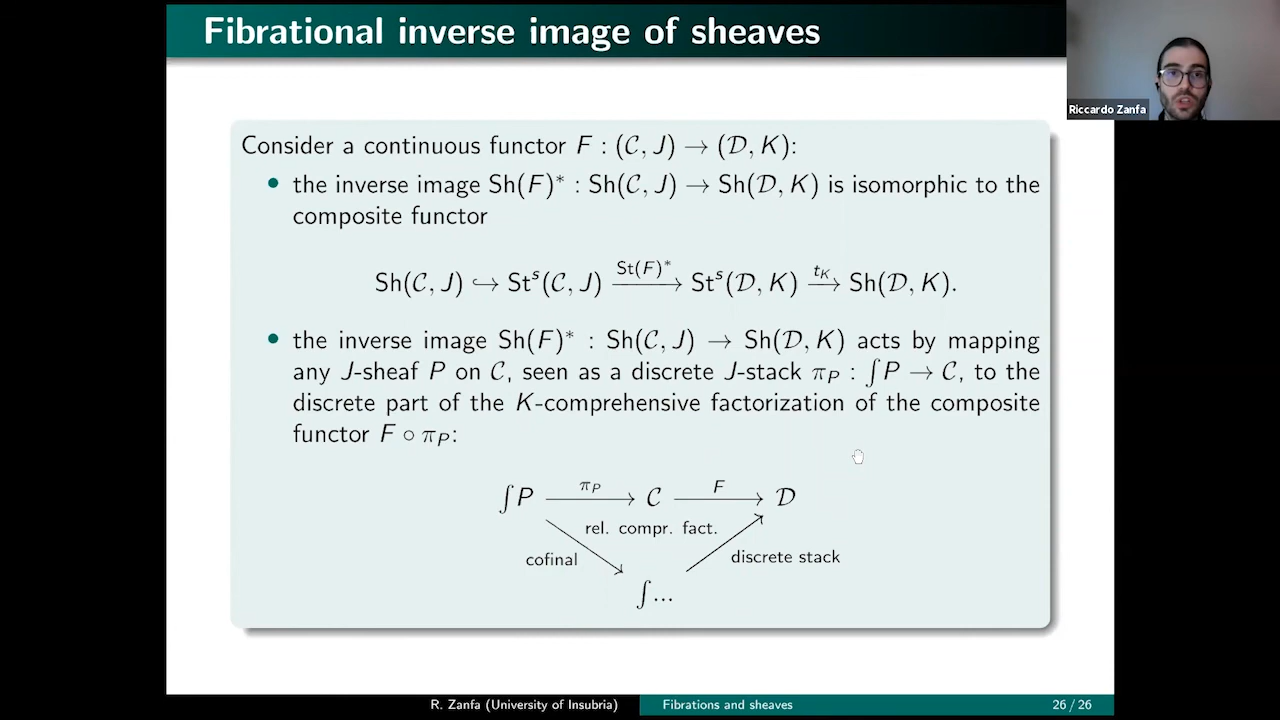 Fibrational inverse image of sheaves
Riccardo Zanfa
Consider a continuous functor F : (𝒞, J) → (𝒟, K):
• the inverse image Sh(F)* : Sh(𝒞, J) → Sh(𝒟, K) is isomorphic to the
composite functor
Sh(𝒞, J) ↪ Stˢ(𝒞, J) —St(F)*→ Stˢ(𝒟, K) —t_K→ Sh(𝒟, K).
• the inverse image Sh(F)* : Sh(𝒞, J) → Sh(𝒟, K) acts by mapping
any J-sheaf P on 𝒞, seen as a discrete J-stack π_P : ∫P → 𝒞, to the
discrete part of the K-comprehensive factorization of the composite
functor F ∘ π_P:
∫P —π_P→ 𝒞 —F→ 𝒟
rel. compr. fact.
cofinal discrete stack
∫...
R. Zanfa (University of Insubria) Fibrations and sheaves 26 / 26